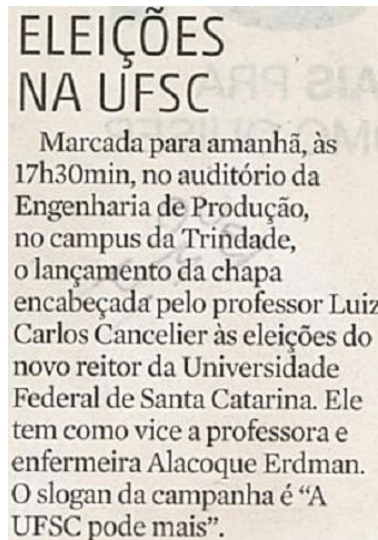 ELEIÇÕES
NA UFSC
Marcada para amanhã, às
17h30min, no auditório da
Engenharia de Produção,
no campus da Trindade,
o lançamento da chapa
encabeçada pelo professor Luiz
Carlos Cancelier às eleições do
novo reitor da Universidade
Federal de Santa Catarina. Ele
tem como vice a professora e
enfermeira Alacoque Erdman.
O slogan da campanha é “A
UFSC pode mais”.